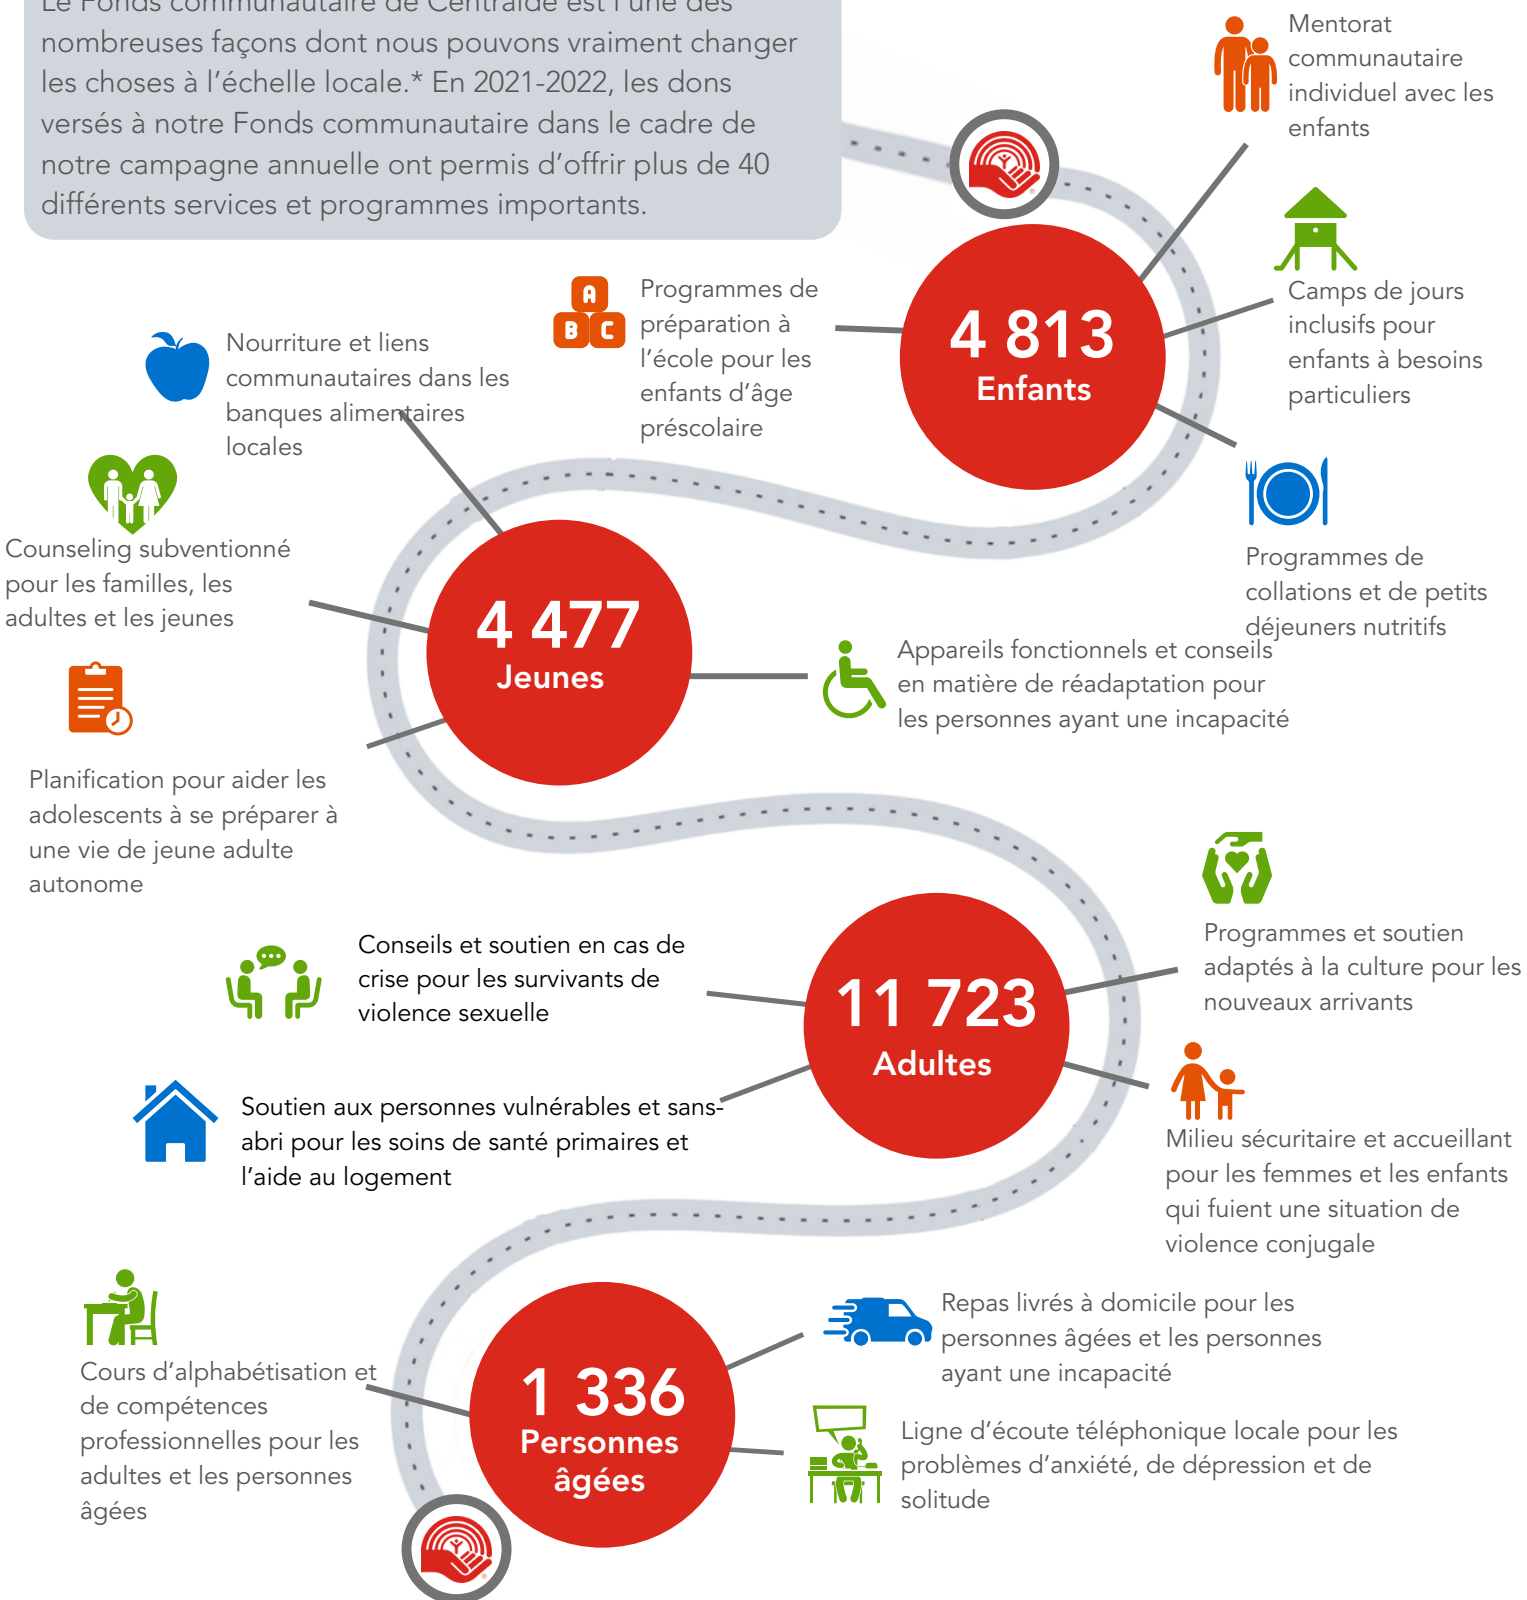 Le Fonds communautaire de Centraide est l'une des
nombreuses façons dont nous pouvons vraiment changer
les choses à l'échelle locale.* En 2021-2022, les dons
versés à notre Fonds communautaire dans le cadre de
notre campagne annuelle ont permis d'offrir plus de 40
différents services et programmes importants.
Mentorat
communautaire
individuel avec les
enfants
A
B C
Programmes de
préparation à
l'école pour les
enfants d'âge
préscolaire
4 813
Enfants
Camps de jours
inclusifs pour
enfants à besoins
particuliers
Programmes de
collations et de petits
déjeuners nutritifs
Nourriture et liens
communautaires dans les
banques alimentaires
locales
Counseling subventionné
pour les familles, les
adultes et les jeunes
4 477
Jeunes
Appareils fonctionnels et conseils
en matière de réadaptation pour
les personnes ayant une incapacité
Planification pour aider les
adolescents à se préparer à
une vie de jeune adulte
autonome
Conseils et soutien en cas de
crise pour les survivants de
violence sexuelle
11 723
Adultes
Programmes et soutien
adaptés à la culture pour les
nouveaux arrivants
Soutien aux personnes vulnérables et sans-
abri pour les soins de santé primaires et
l'aide au logement
Milieu sécuritaire et accueillant
pour les femmes et les enfants
qui fuient une situation de
violence conjugale
Cours d'alphabétisation et
de compétences
professionnelles pour les
adultes et les personnes
âgées
1 336
Personnes
âgées
Repas livrés à domicile pour les
personnes âgées et les personnes
ayant une incapacité
Ligne d'écoute téléphonique locale pour les
problèmes d'anxiété, de dépression et de
solitude